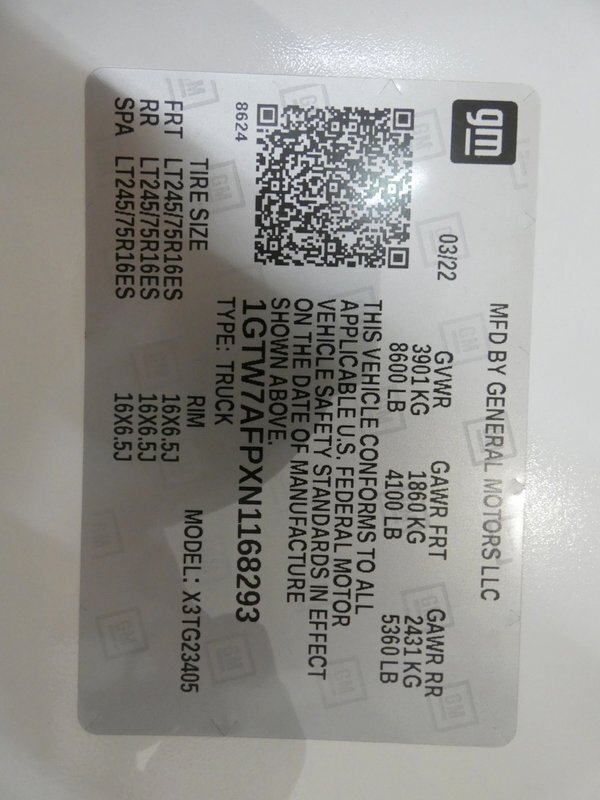 gm
MFD BY GENERAL MOTORS LLC
03/22
GVWR GAWR FRT GAWR RR
3901 KG 1860 KG 2431 KG
8600 LB 4100 LB 5360 LB
THIS VEHICLE CONFORMS TO ALL
APPLICABLE U.S. FEDERAL MOTOR
VEHICLE SAFETY STANDARDS IN EFFECT
ON THE DATE OF MANUFACTURE
SHOWN ABOVE.
1GTW7AFPXN1168293
TYPE: TRUCK
8624
MODEL: X3TG23405
TIRE SIZE RIM
FRT LT245/75R16ES 16X6.5J
RR LT245/75R16ES 16X6.5J
SPA LT245/75R16ES 16X6.5J